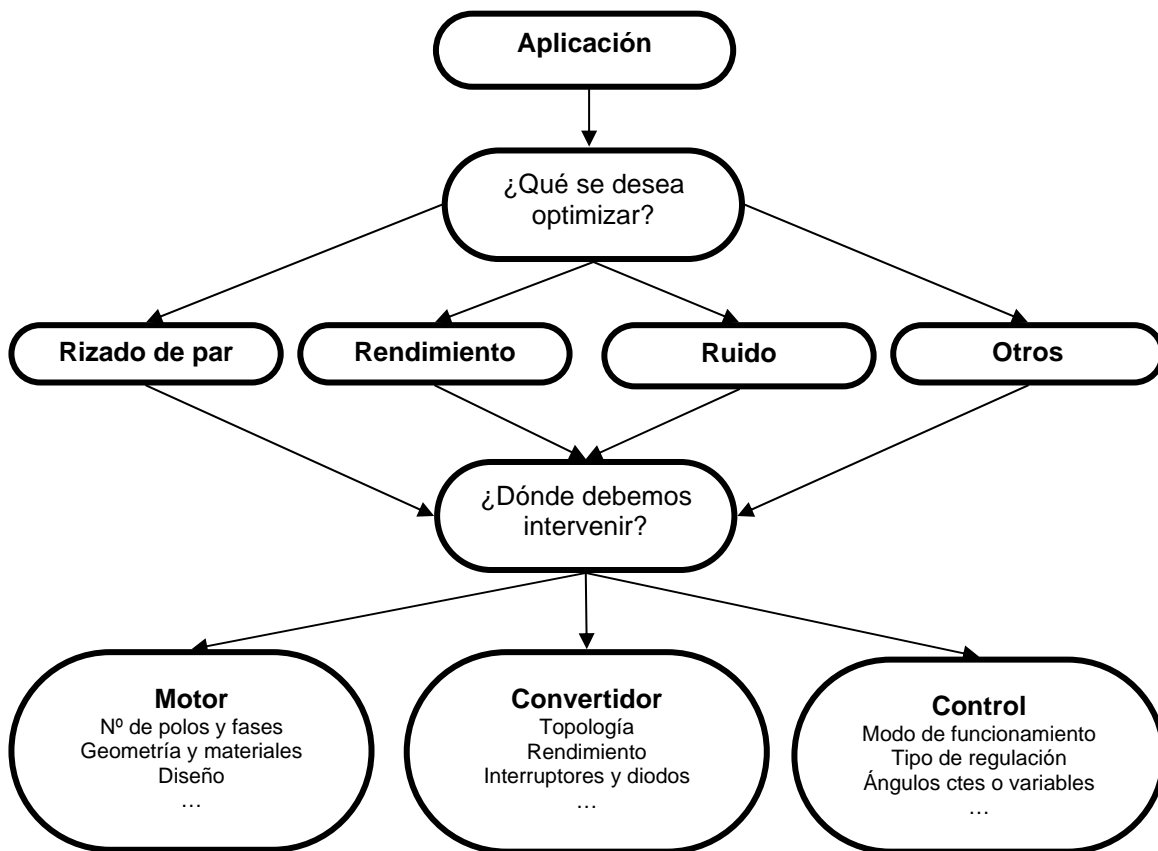 Aplicación
¿Qué se desea
optimizar?
Rizado de par
Rendimiento
Ruido
Otros
¿Dónde debemos
intervenir?
Motor
Nº de polos y fases
Geometría y materiales
Diseño
…
Convertidor
Topología
Rendimiento
Interruptores y diodos
…
Control
Modo de funcionamiento
Tipo de regulación
Ángulos ctes o variables
…